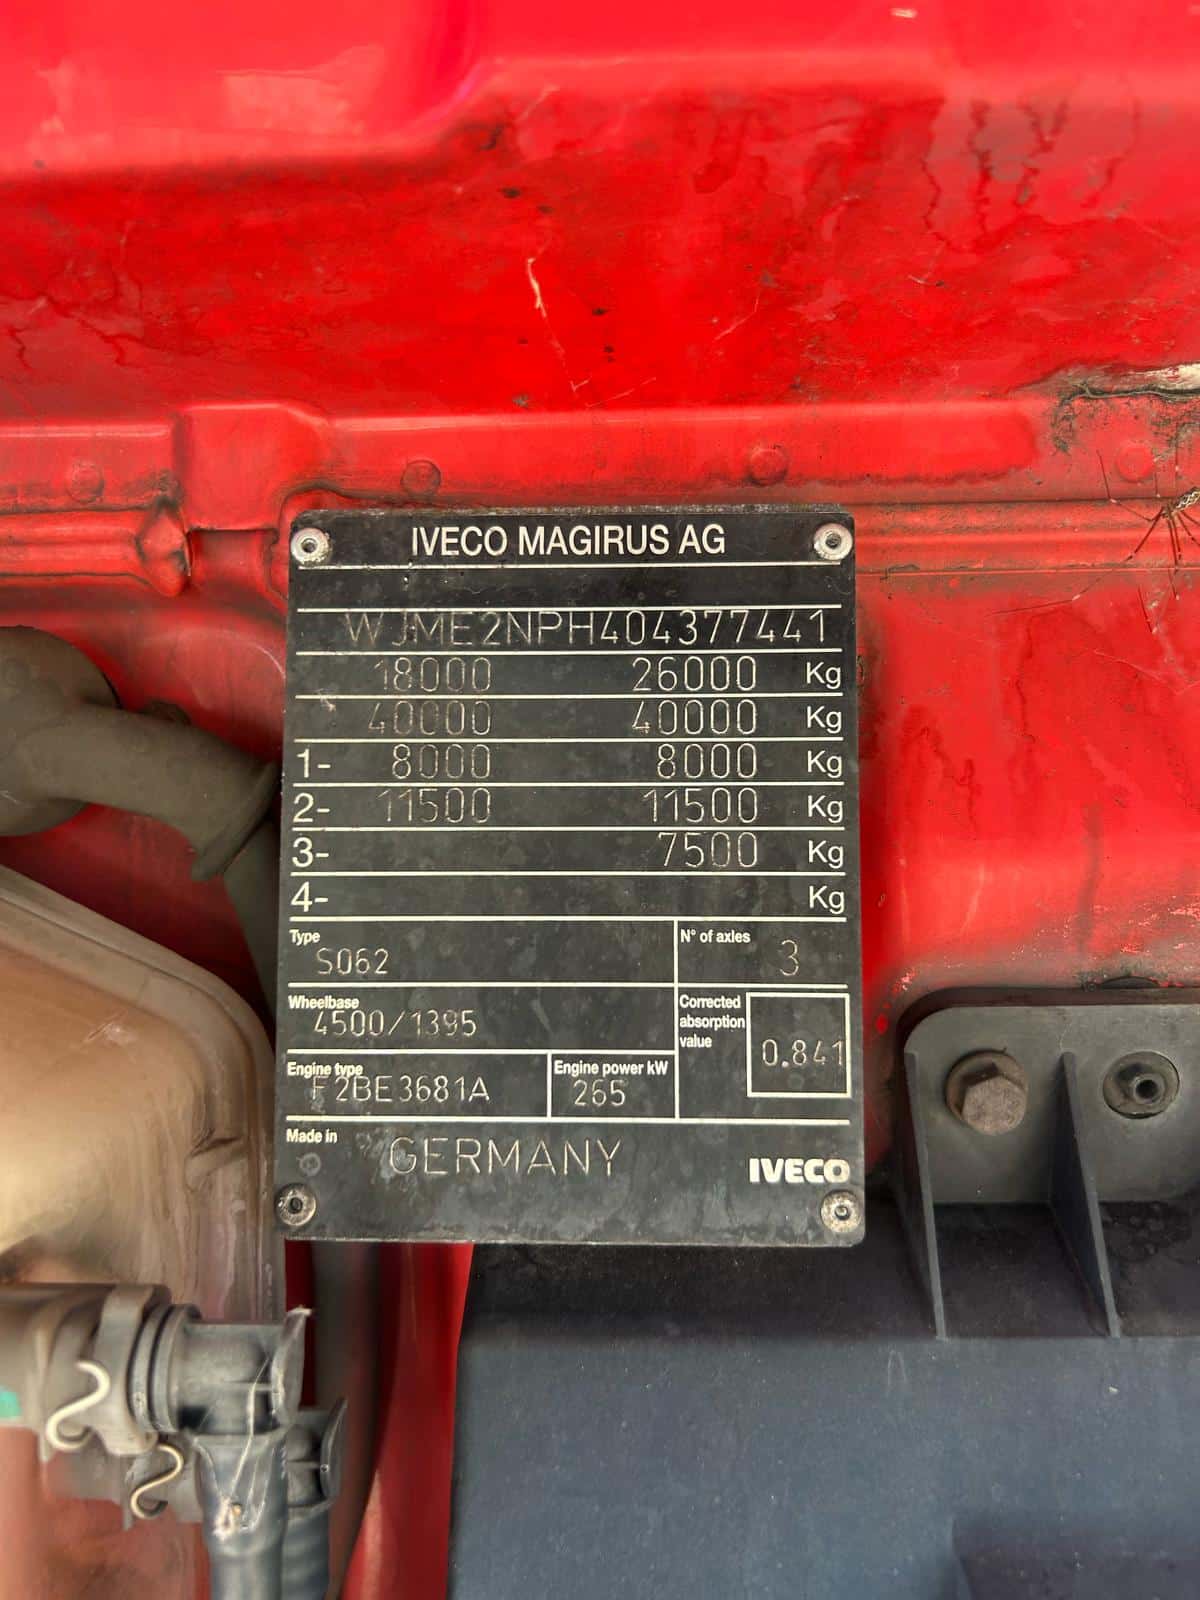 IVECO MAGIRUS AG
WJME2NPH404377441
18000 26000 Kg
40000 40000 Kg
1- 8000 8000 Kg
2- 11500 11500 Kg
3- 7500 Kg
4- Kg
Type N° of axles
S062 3
Wheelbase Corrected absorption value
4500/1395 0.841
Engine type Engine power kW
F2BE3681A 265
Made in
GERMANY IVECO